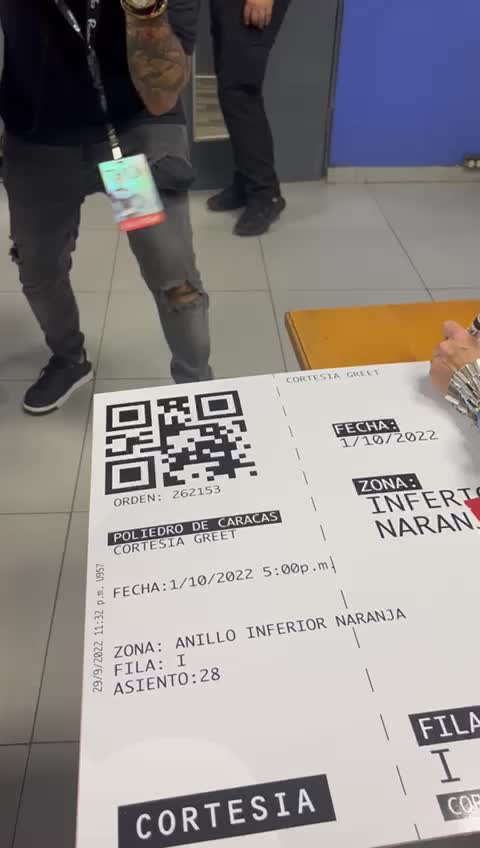 CORTESIA GREET
FECHA:
1/10/2022
ORDEN: 262153
ZONA:
NARAN
POLIEDRO DE CARACAS
CORTESIA GREET
FECHA:1/10/2022 5:00p.m.
29/9/2022 11:32 p.m. U957
ZONA: ANILLO INFERIOR NARANJA
FILA: I
ASIENTO:28
FILA
I
CORTESIA